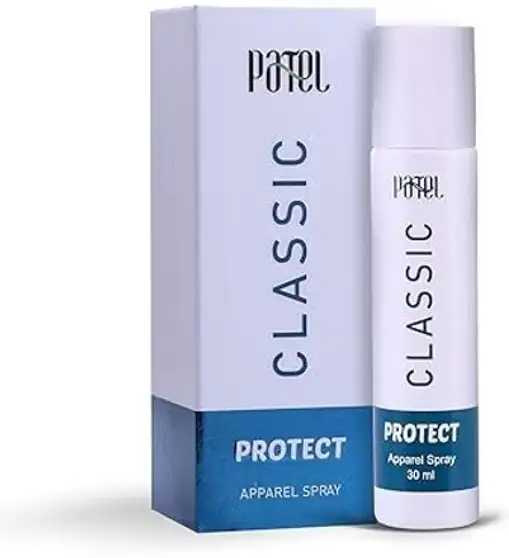 PaTEL
CLASSIC
PROTECT
APPAREL SPRAY
PaTEL
CLASSIC
PROTECT
Apparel Spray
30 ml